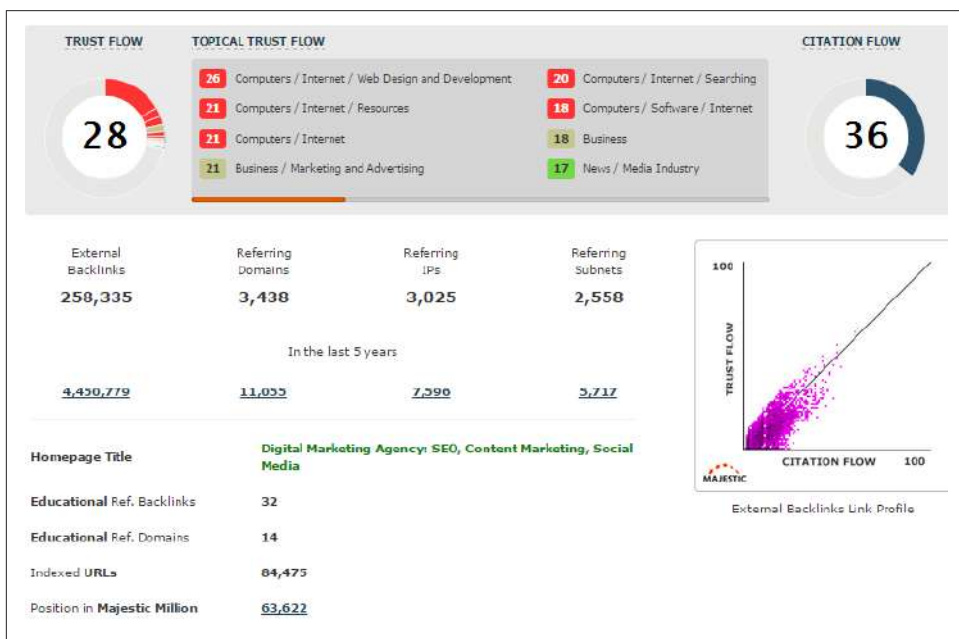 TRUST FLOW
TOPICAL TRUST FLOW
CITATION FLOW
28
26 Computers / Internet / Web Design and Development
21 Computers / Internet / Resources
21 Computers / Internet
21 Business / Marketing and Advertising
20 Computers / Internet / Searching
18 Computers / Software / Internet
18 Business
17 News / Media Industry
36
External Backlinks
258,335
Referring Domains
3,438
Referring IPs
3,025
Referring Subnets
2,558
In the last 5 years
4,450,779
11,055
7,596
5,717
Homepage Title
Digital Marketing Agency: SEO, Content Marketing, Social
Media
Educational Ref. Backlinks 32
Educational Ref. Domains 14
Indexed URLs 84,475
Position in Majestic Million 63,622
100
TRUST FLOW
CITATION FLOW 100
MAJESTIC
External Backlinks Link Profile